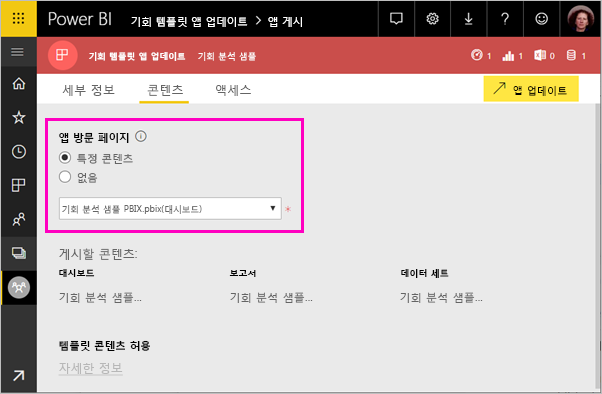 Power BI 기회 템플릿 앱 업데이트 > 앱 게시
?
기회 템플릿 앱 업데이트 기회 분석 샘플 1 1 0 1
세부 정보 콘텐츠 액세스 앱 업데이트
앱 방문 페이지
특정 콘텐츠
없음
기회 분석 샘플 PBIX.pbix(대시보드) *
게시할 콘텐츠:
대시보드 보고서 데이터 세트
기회 분석 샘플... 기회 분석 샘플... 기회 분석 샘플...
템플릿 콘텐츠 허용
자세한 정보